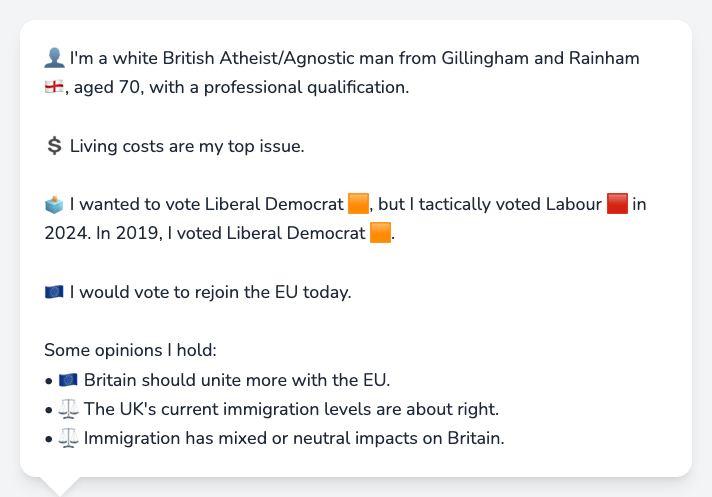 👤 I'm a white British Atheist/Agnostic man from Gillingham and Rainham
🏴󠁧󠁢󠁥󠁮󠁧󠁿, aged 70, with a professional qualification.
💲 Living costs are my top issue.
🗳️ I wanted to vote Liberal Democrat 🟧, but I tactically voted Labour 🟥 in
2024. In 2019, I voted Liberal Democrat 🟧.
🇪🇺 I would vote to rejoin the EU today.
Some opinions I hold:
• 🇪🇺 Britain should unite more with the EU.
• ⚖️ The UK's current immigration levels are about right.
• ⚖️ Immigration has mixed or neutral impacts on Britain.